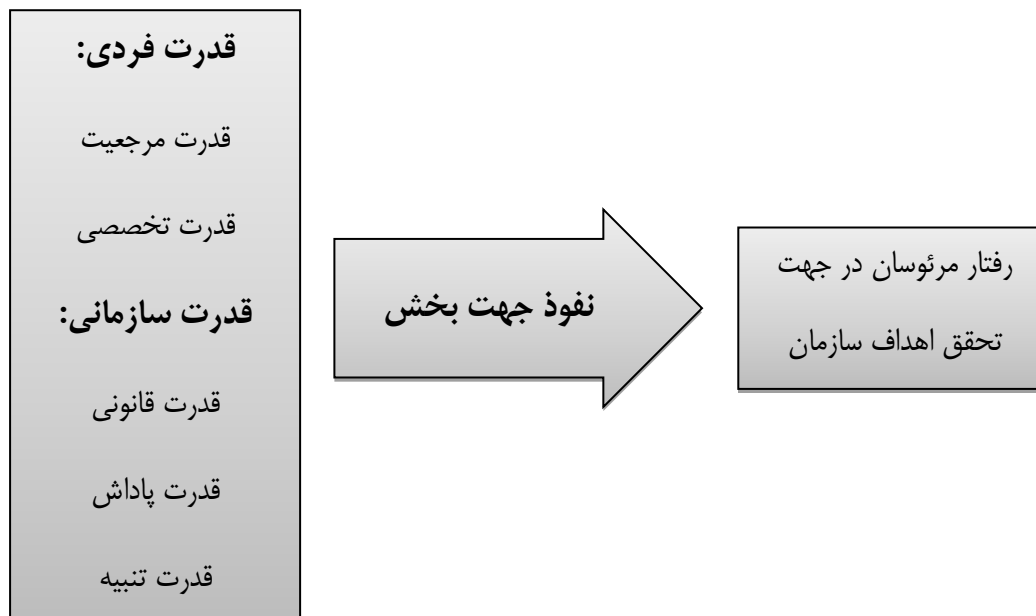 قدرت فردی:
قدرت مرجعیت
قدرت تخصصی
قدرت سازمانی:
قدرت قانونی
قدرت پاداش
قدرت تنبیه
نفوذ جهت بخش
رفتار مرئوسان در جهت
تحقق اهداف سازمان